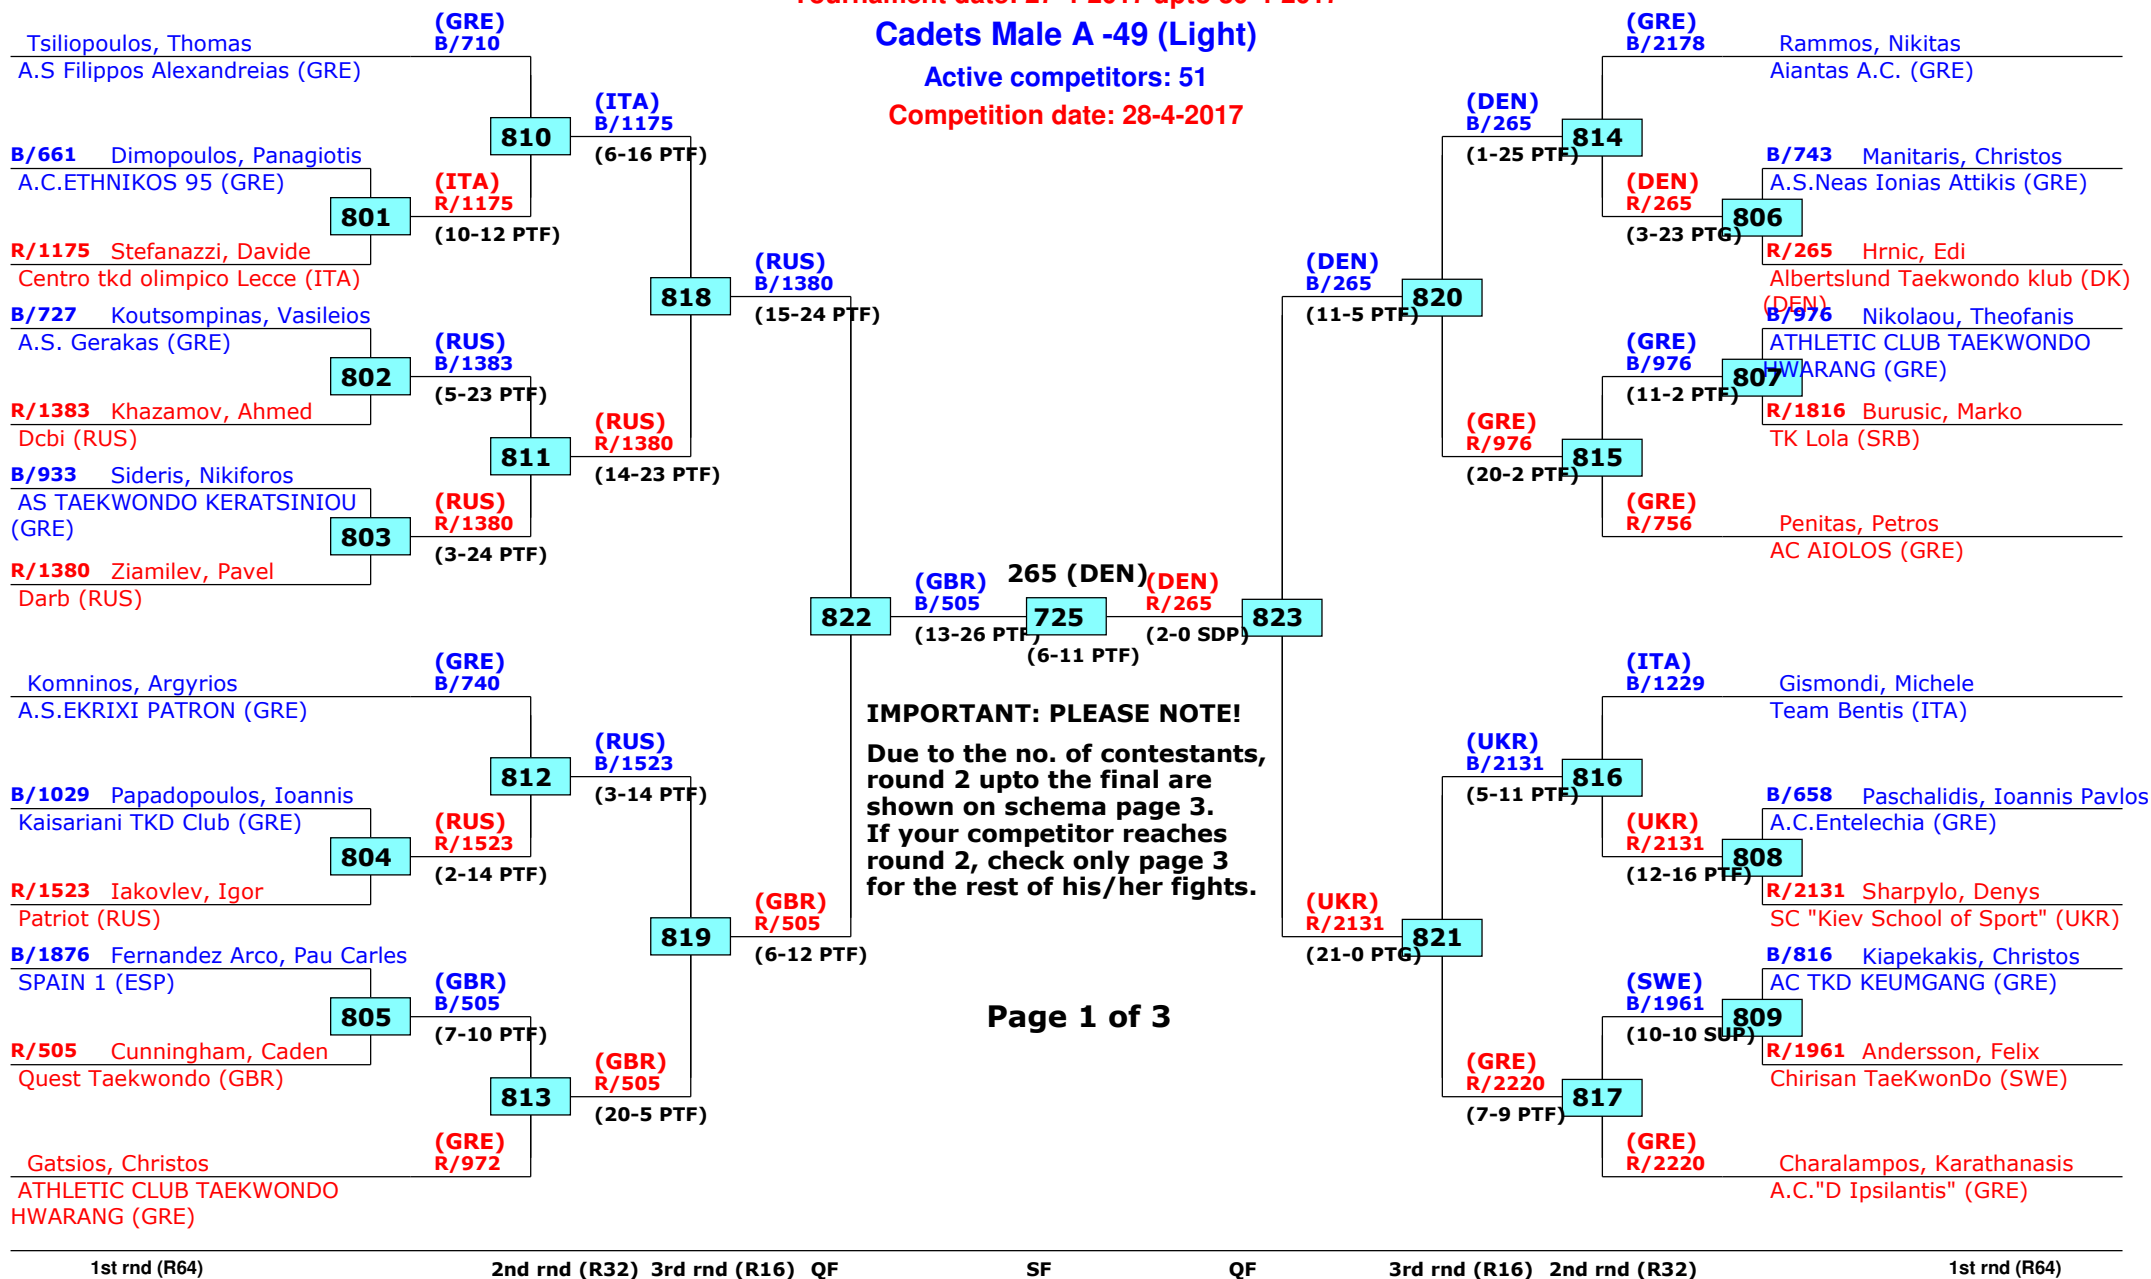 Tournament date: 27-4-2017 upto 30-4-2017
Cadets Male A -49 (Light)
Active competitors: 51
Competition date: 28-4-2017
Tsiliopoulos, Thomas
A.S Filippos Alexandreias (GRE)
(GRE)
B/710
B/661 Dimopoulos, Panagiotis
A.C.ETHNIKOS 95 (GRE)
801
R/1175 Stefanazzi, Davide
Centro tkd olimpico Lecce (ITA)
(ITA)
R/1175
(10-12 PTF)
810
(ITA)
B/1175
(6-16 PTF)
B/727 Koutsompinas, Vasileios
A.S. Gerakas (GRE)
802
R/1383 Khazamov, Ahmed
Dcbi (RUS)
(RUS)
B/1383
(5-23 PTF)
B/933 Sideris, Nikiforos
AS TAEKWONDO KERATSINIOU
(GRE)
803
R/1380 Ziamilev, Pavel
Darb (RUS)
(RUS)
R/1380
(3-24 PTF)
811
(RUS)
R/1380
(14-23 PTF)
818
(RUS)
B/1380
(15-24 PTF)
Komninos, Argyrios
A.S.EKRIXI PATRON (GRE)
(GRE)
B/740
B/1029 Papadopoulos, Ioannis
Kaisariani TKD Club (GRE)
804
R/1523 Iakovlev, Igor
Patriot (RUS)
(RUS)
R/1523
(2-14 PTF)
812
(RUS)
B/1523
(3-14 PTF)
B/1876 Fernandez Arco, Pau Carles
SPAIN 1 (ESP)
805
R/505 Cunningham, Caden
Quest Taekwondo (GBR)
(GBR)
B/505
(7-10 PTF)
Gatsios, Christos
ATHLETIC CLUB TAEKWONDO
HWARANG (GRE)
(GRE)
R/972
813
(GBR)
R/505
(20-5 PTF)
819
(GBR)
R/505
(6-12 PTF)
822
(GBR)
B/505
(13-26 PTF)
265 (DEN)
725
(6-11 PTF)
(DEN)
R/265
(2-0 SDP)
823
IMPORTANT: PLEASE NOTE!
Due to the no. of contestants,
round 2 upto the final are
shown on schema page 3.
If your competitor reaches
round 2, check only page 3
for the rest of his/her fights.
Page 1 of 3
(GRE)
B/2178
Rammos, Nikitas
Aiantas A.C. (GRE)
B/743 Manitaris, Christos
A.S.Neas Ionias Attikis (GRE)
806
R/265 Hrnic, Edi
Albertslund Taekwondo klub (DK)
(DEN)
(DEN)
R/265
(3-23 PTG)
814
(DEN)
B/265
(1-25 PTF)
B/976 Nikolaou, Theofanis
ATHLETIC CLUB TAEKWONDO
HWARANG (GRE)
807
R/1816 Burusic, Marko
TK Lola (SRB)
(GRE)
B/976
(11-2 PTF)
(GRE)
R/756
Penitas, Petros
AC AIOLOS (GRE)
815
(GRE)
R/976
(20-2 PTF)
820
(DEN)
B/265
(11-5 PTF)
(ITA)
B/1229
Gismondi, Michele
Team Bentis (ITA)
B/658 Paschalidis, Ioannis Pavlos
A.C.Entelechia (GRE)
808
R/2131 Sharpylo, Denys
SC "Kiev School of Sport" (UKR)
(UKR)
R/2131
(12-16 PTF)
816
(UKR)
B/2131
(5-11 PTF)
B/816 Kiapekakis, Christos
AC TKD KEUMGANG (GRE)
809
R/1961 Andersson, Felix
Chirisan TaeKwonDo (SWE)
(SWE)
B/1961
(10-10 SUP)
(GRE)
R/2220
Charalampos, Karathanasis
A.C."D Ipsilantis" (GRE)
817
(GRE)
R/2220
(7-9 PTF)
821
(UKR)
R/2131
(21-0 PTG)
1st rnd (R64) 2nd rnd (R32) 3rd rnd (R16) QF SF QF 3rd rnd (R16) 2nd rnd (R32) 1st rnd (R64)